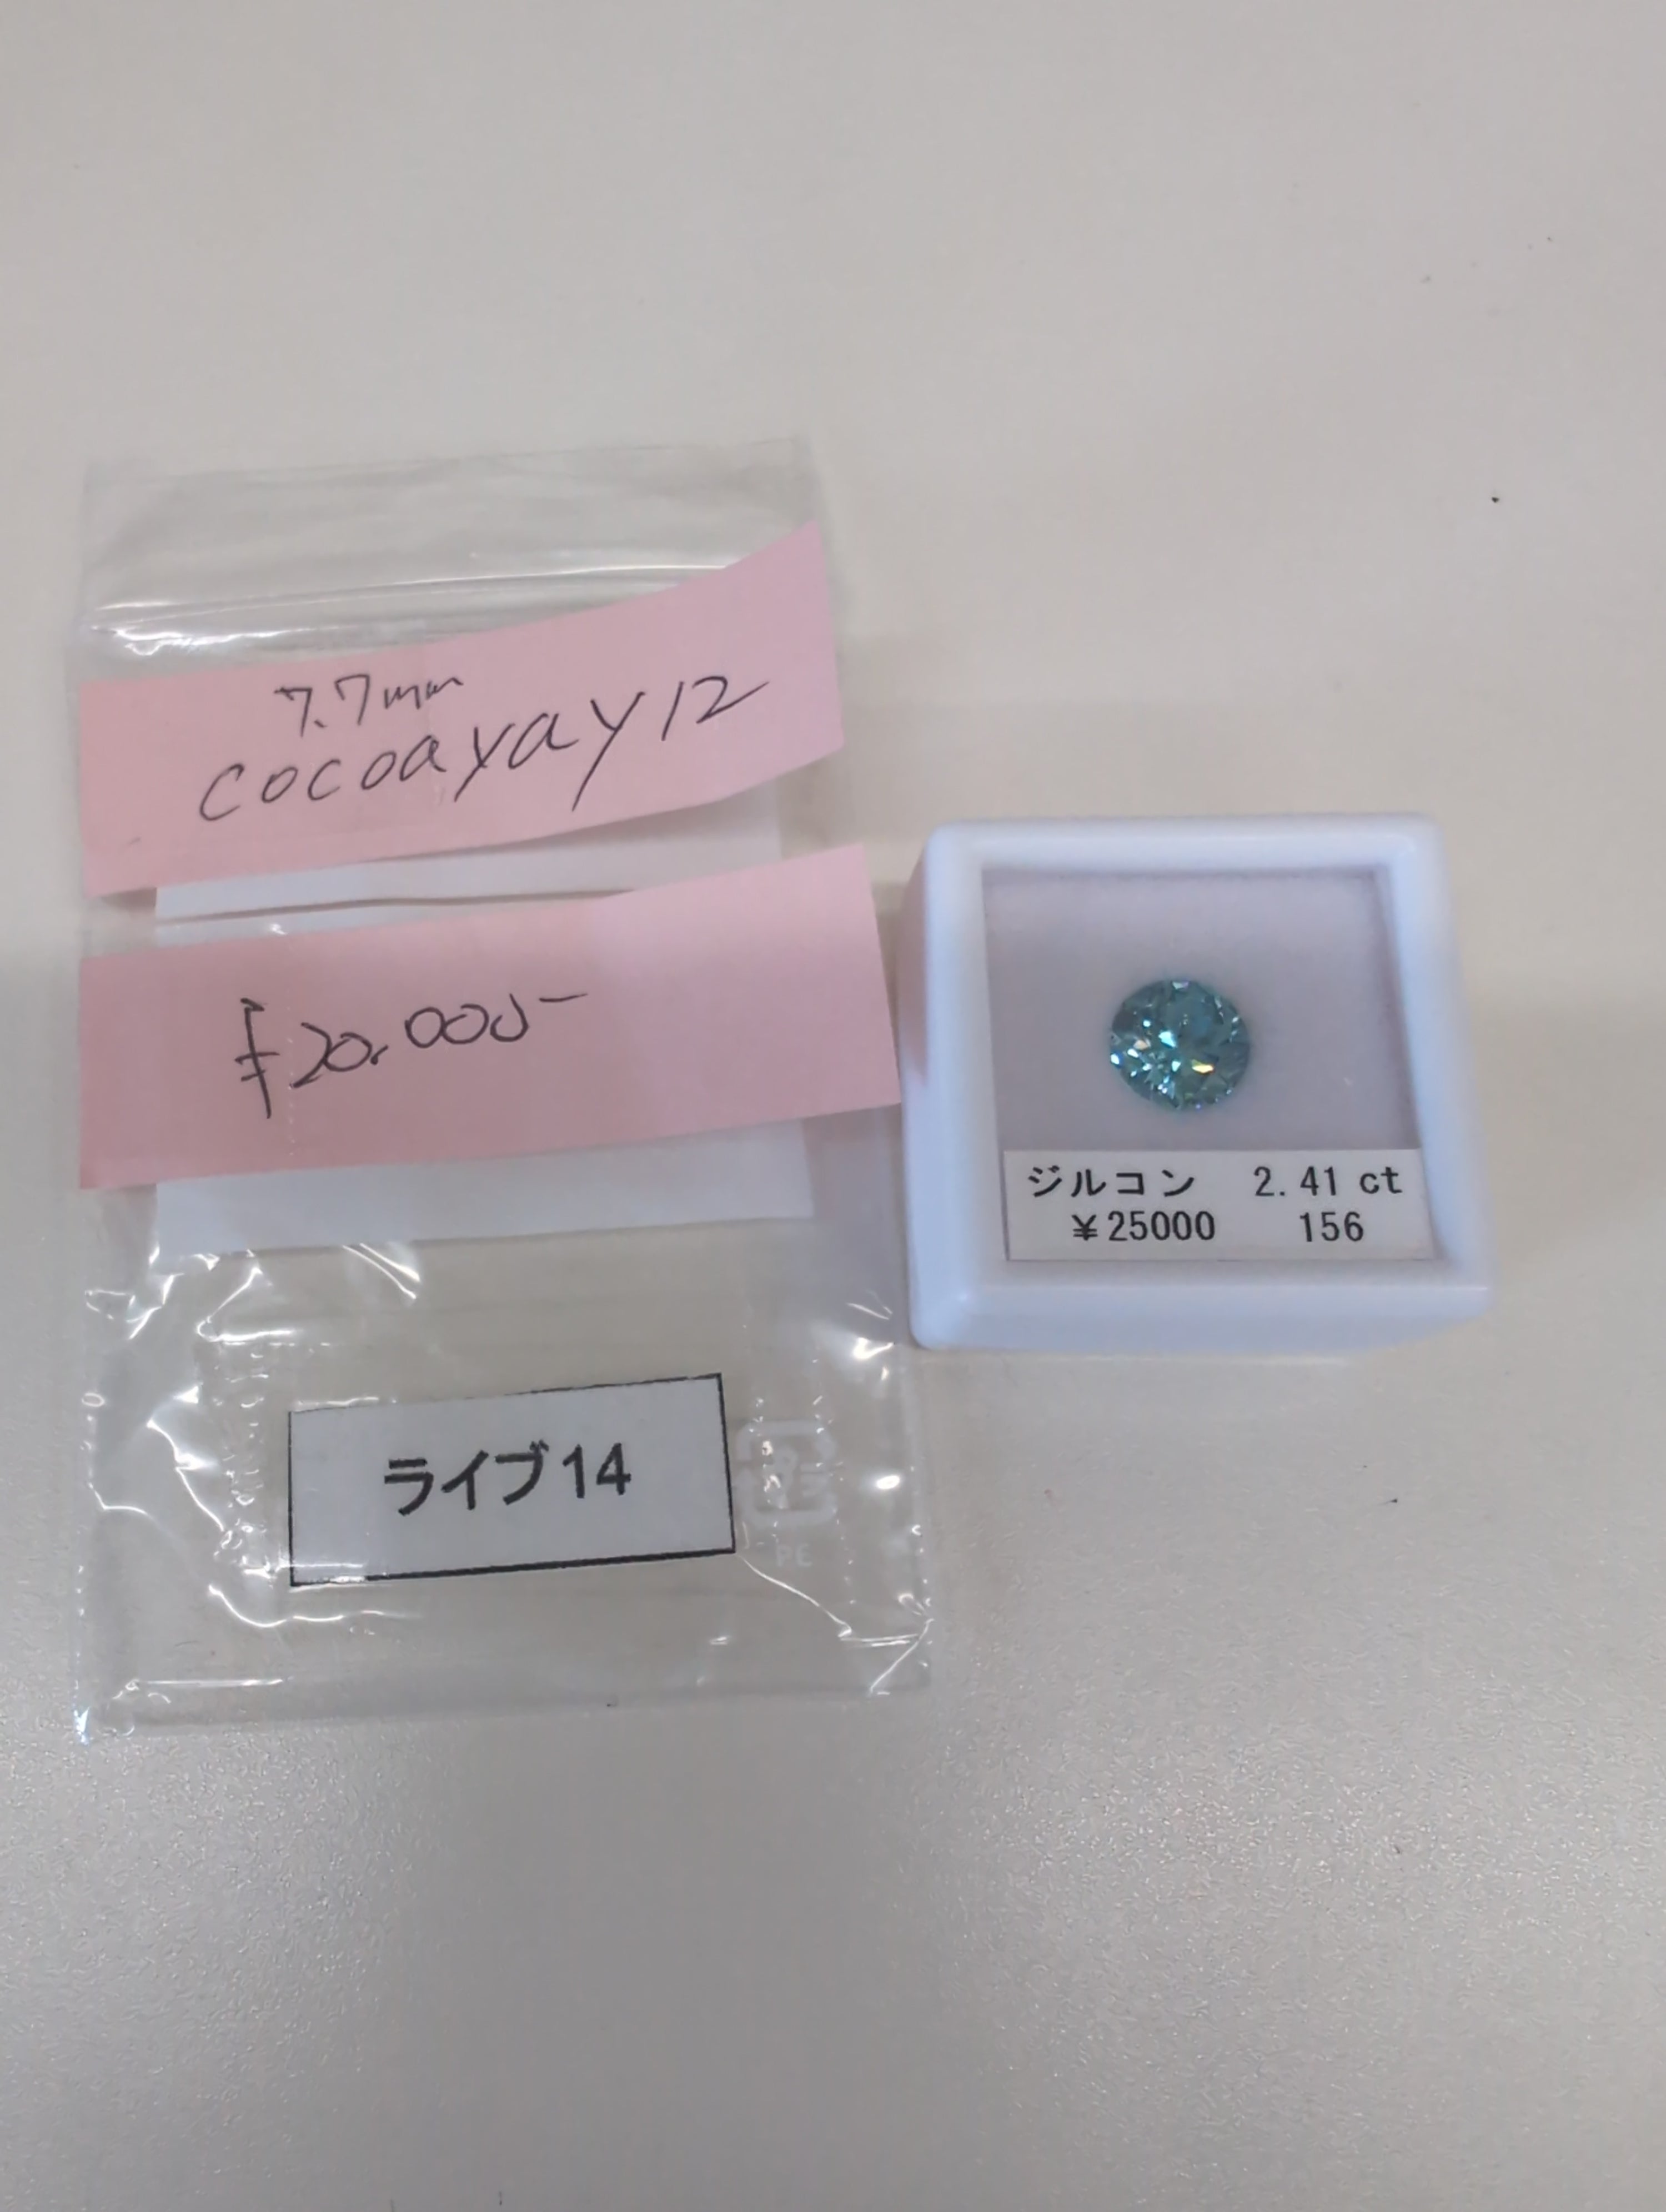 7.7mm
cocoayay12
¥20,000-
ライブ14
PE
ジルコン 2.41 ct
¥25000 156